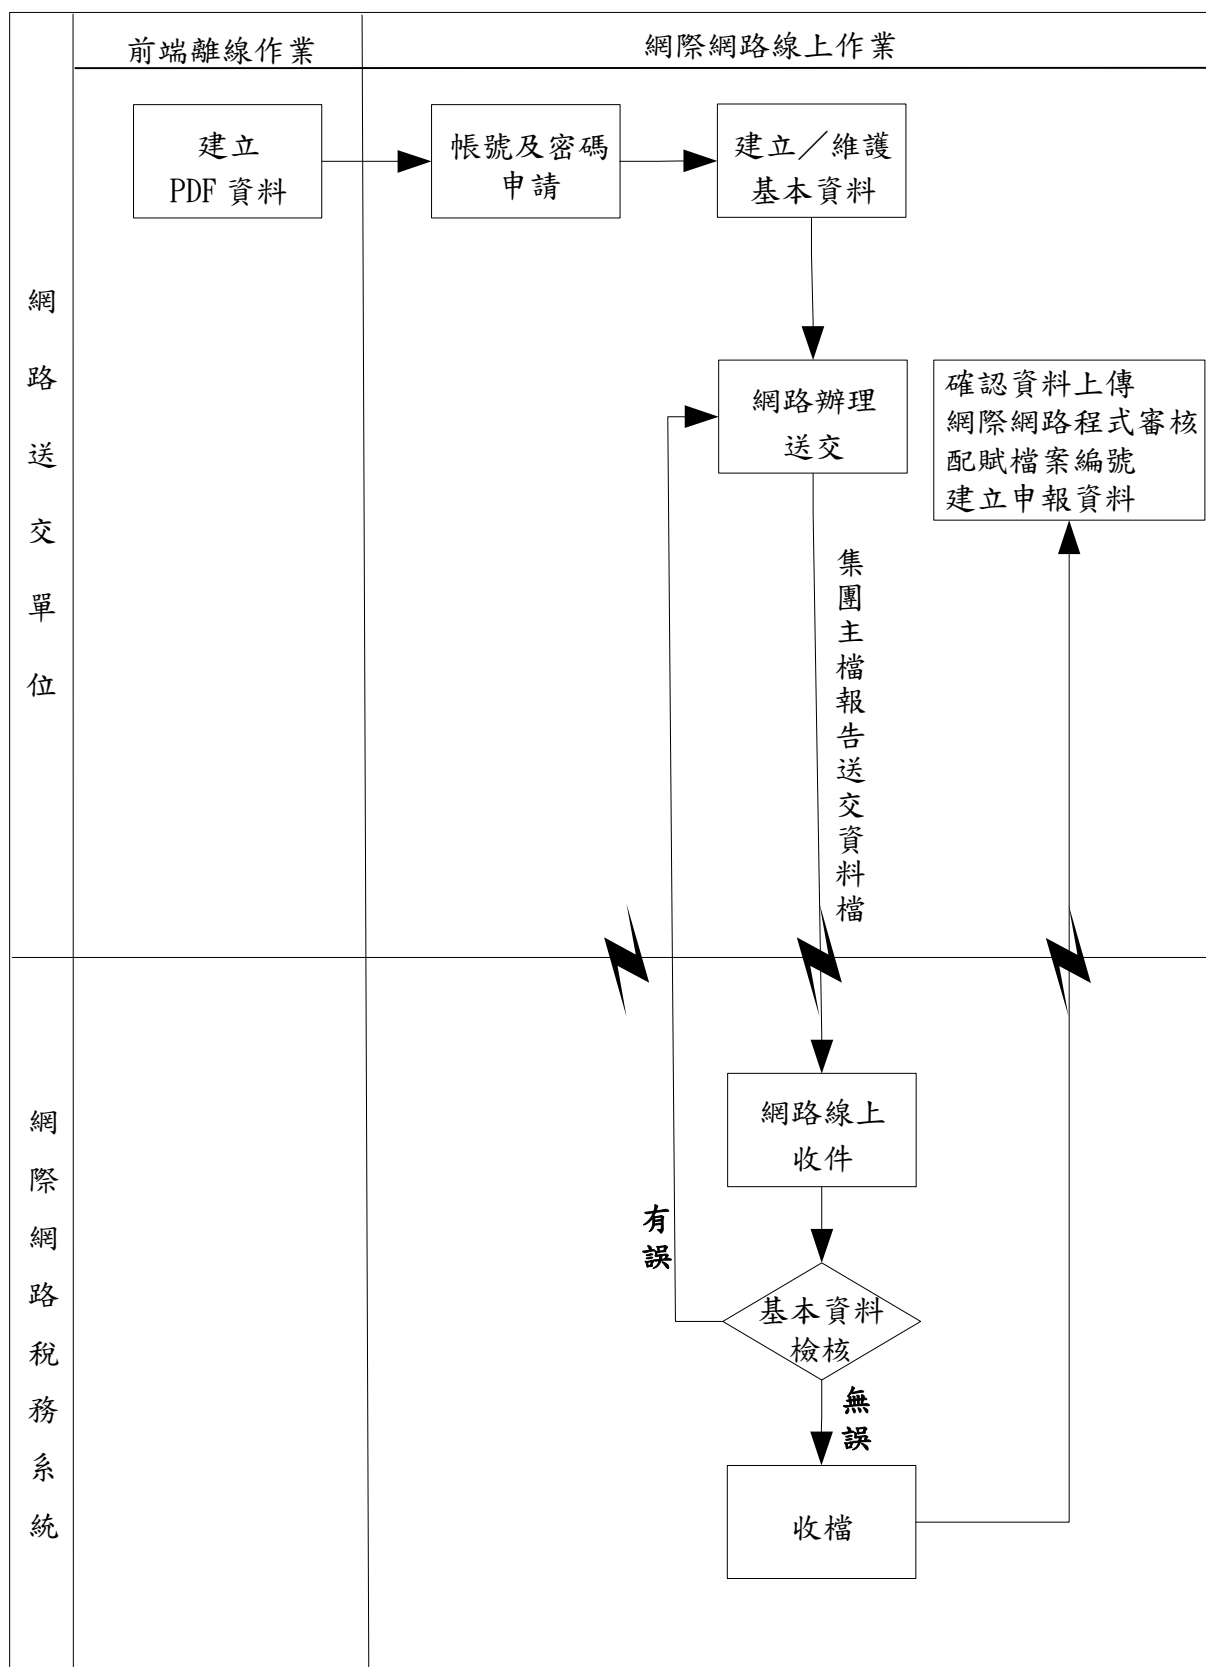 前端離線作業
網際網路線上作業
建立
PDF 資料
帳號及密碼
申請
建立／維護
基本資料
網路送交單位
網路辦理
送交
確認資料上傳
網際網路程式審核
配賦檔案編號
建立申報資料
集團主檔報告送交資料檔
網際網路稅務系統
網路線上
收件
有誤
基本資料
檢核
無誤
收檔